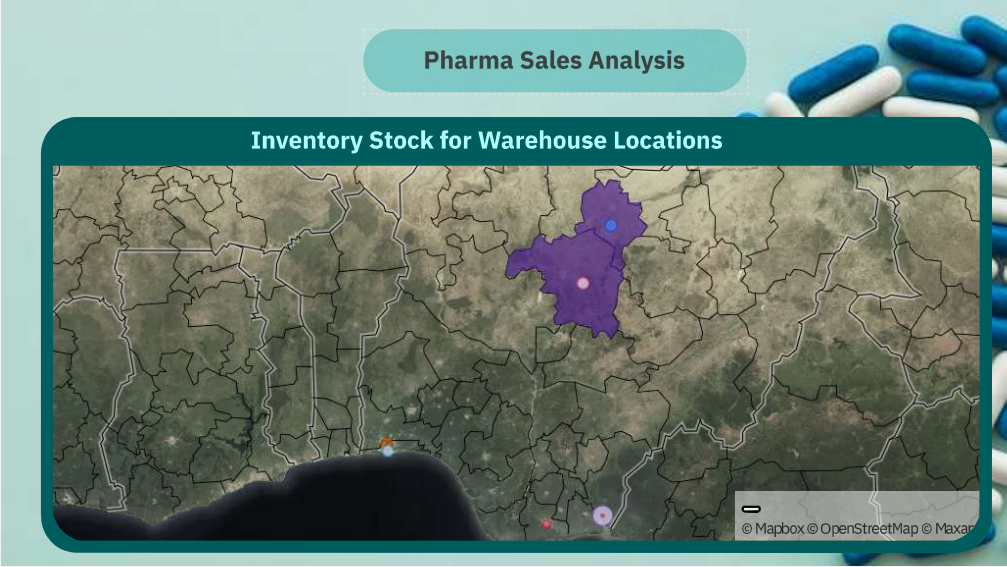 Pharma Sales Analysis
Inventory Stock for Warehouse Locations
© Mapbox © OpenStreetMap © Maxar